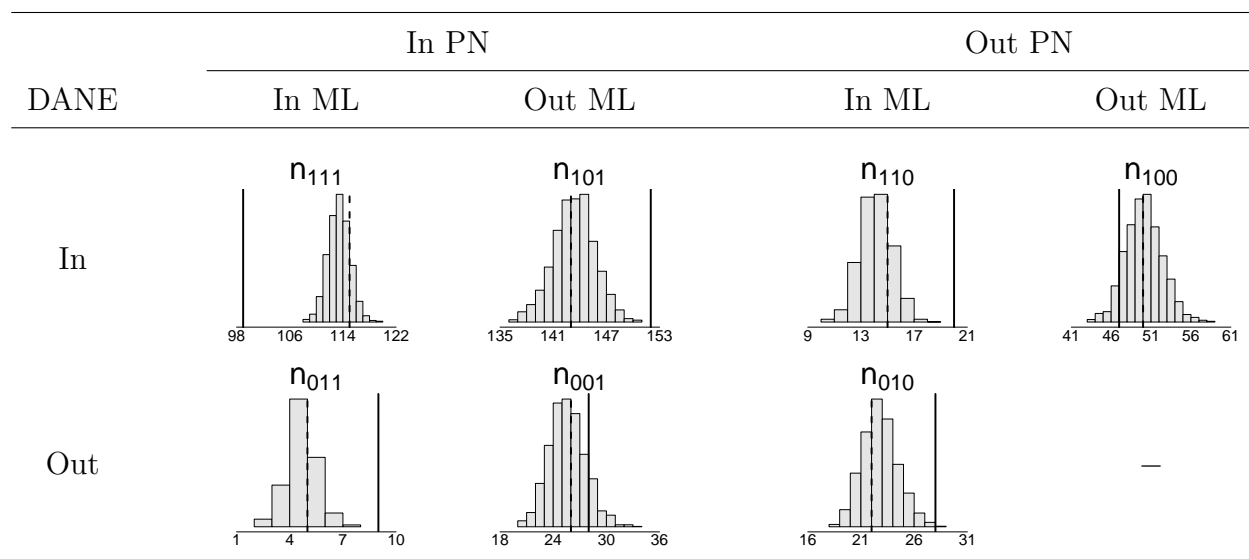 In PN Out PN
DANE In ML Out ML In ML Out ML
n111 n101 n110 n100
In
98 106 114 122 135 141 147 153 9 13 17 21 41 46 51 56 61
n011 n001 n010
Out –
1 4 7 10 18 24 30 36 16 21 26 31